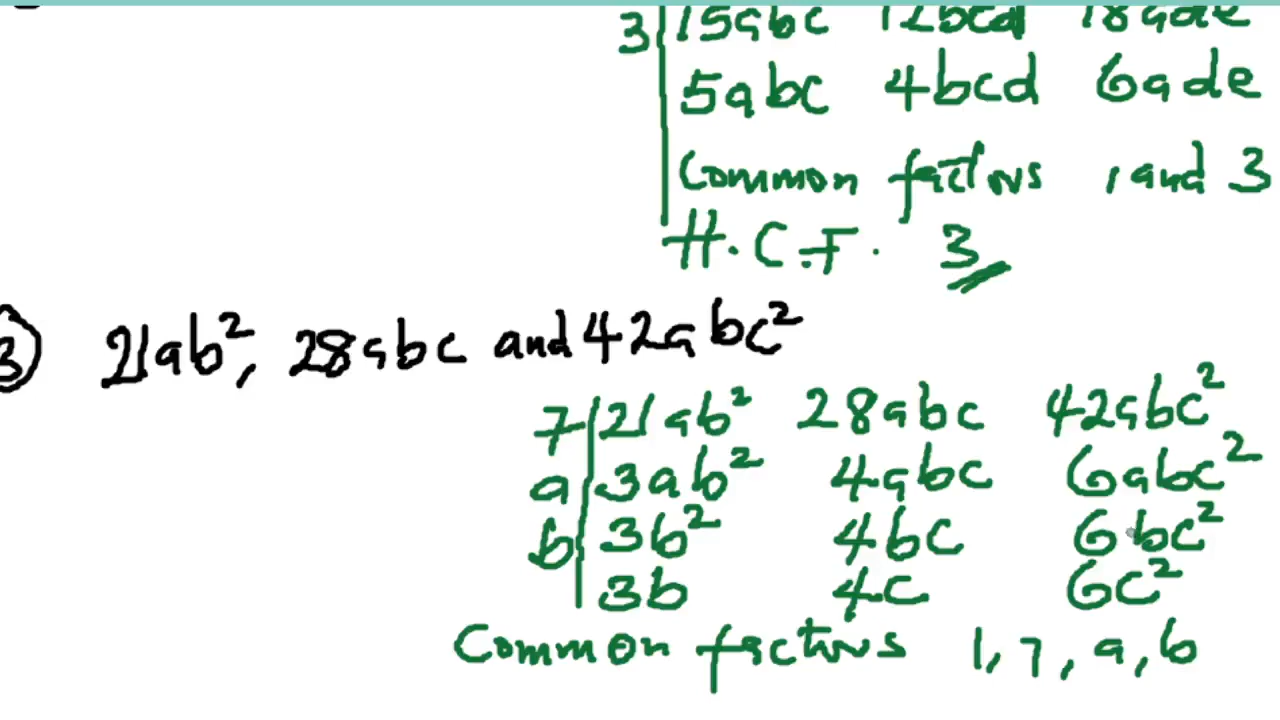 3 15abc 12bcd 18ade
5abc 4bcd 6ade
Common factors 1 and 3
H.C.F. 3
3 21ab², 28abc and 42abc²
7 21ab² 28abc 42abc²
a 3ab² 4abc 6abc²
b 3b² 4bc 6bc²
3b 4c 6c²
Common factors 1, 7, a, b